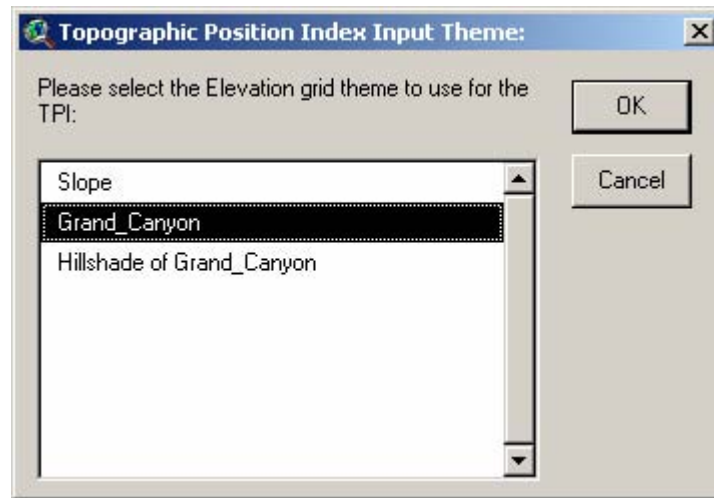 Topographic Position Index Input Theme:
Please select the Elevation grid theme to use for the
TPI:
OK
Cancel
Slope
Grand_Canyon
Hillshade of Grand_Canyon